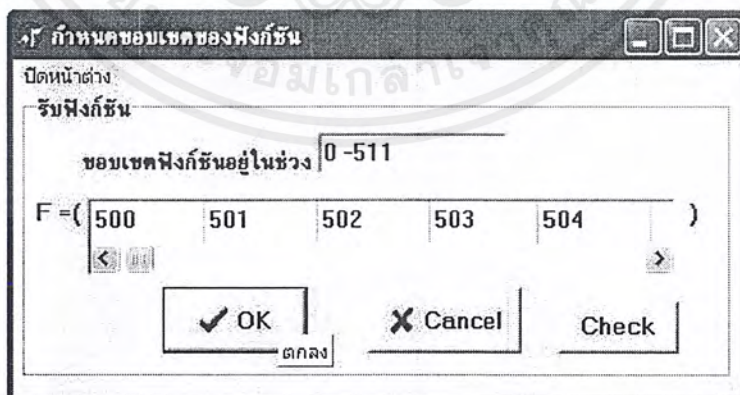 กำหนดขอบเขตของฟังก์ชัน
ปิดหน้าต่าง
รับฟังก์ชัน
ขอบเขตฟังก์ชันอยู่ในช่วง 0 -511
F =( 500 501 502 503 504 )
OK Cancel Check
ตกลง